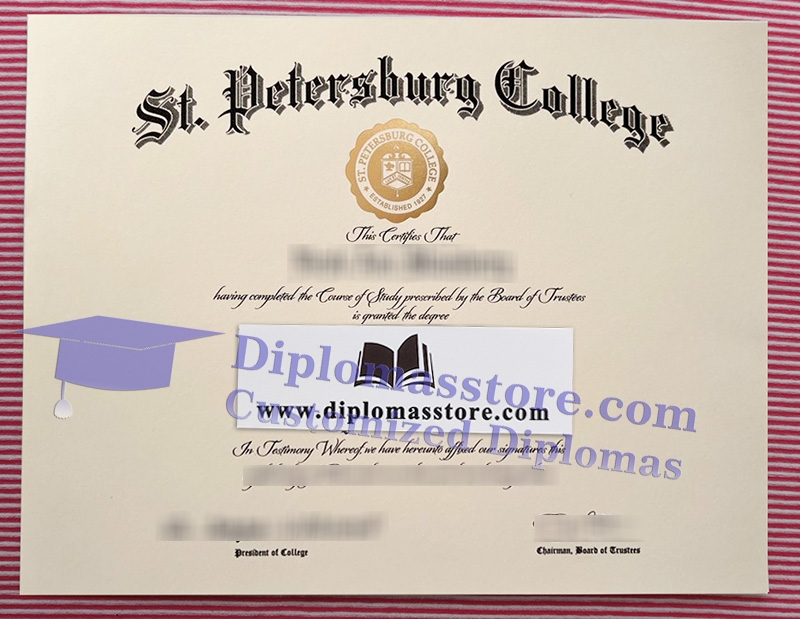 St. Petersburg College
ST. PETERSBURG COLLEGE
ESTABLISHED 1927
This Certifies That
having completed the Course of Study prescribed by the Board of Trustees
is granted the degree
Diplomasstore.com
www.diplomasstore.com
Customized Diplomas
In Testimony Whereof, we have hereunto affixed our signatures this
President of College
Chairman, Board of Trustees